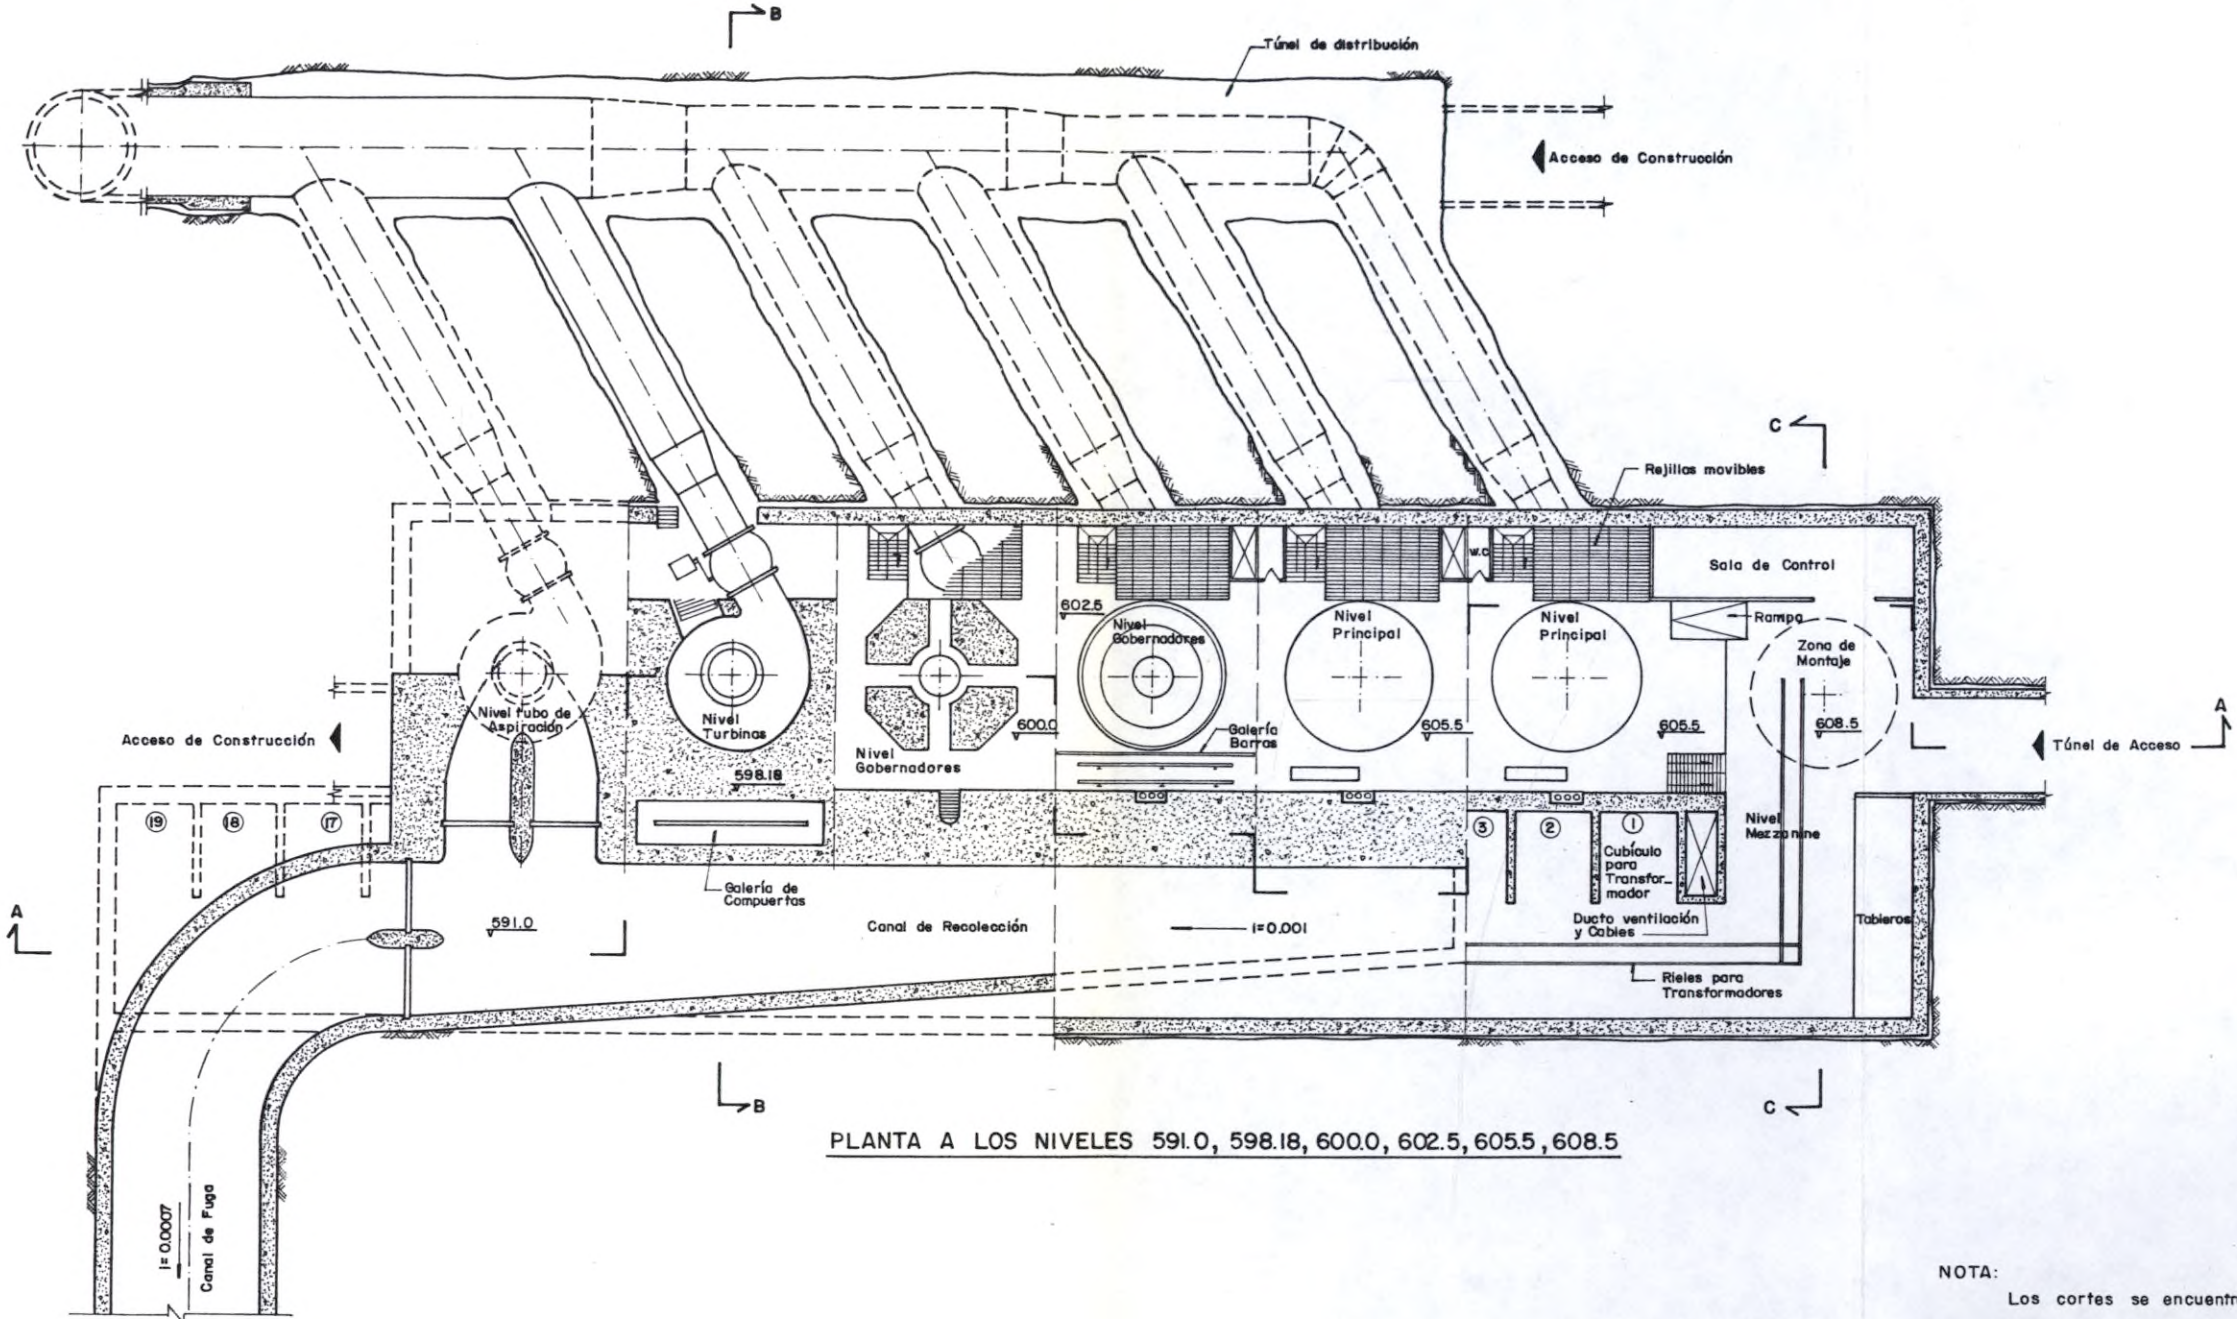 B
Túnel de distribución
Acceso de Construcción
C
Rejillas movibles
W.C
Sala de Control
602.5
Nivel
Gobernadores
Nivel
Principal
Nivel
Principal
Rampa
Zona de
Montaje
Nivel tubo de
Aspiración
Nivel
Turbinas
600.0
Galería
Barras
605.5
605.5
608.5
A
Túnel de Acceso
Acceso de Construcción
Nivel
Gobernadores
598.18
19
18
17
3
2
1
Nivel
Mezzanine
Cubículo
para
Transfor_
mador
Galería de
Compuertas
A
591.0
Canal de Recolección
i=0.001
Ducto ventilación
y Cables
Tableros
Rieles para
Transformadores
B
C
PLANTA A LOS NIVELES 591.0, 598.18, 600.0, 602.5, 605.5, 608.5
i=0.0007
Canal de Fuga
NOTA:
Los cortes se encuentr